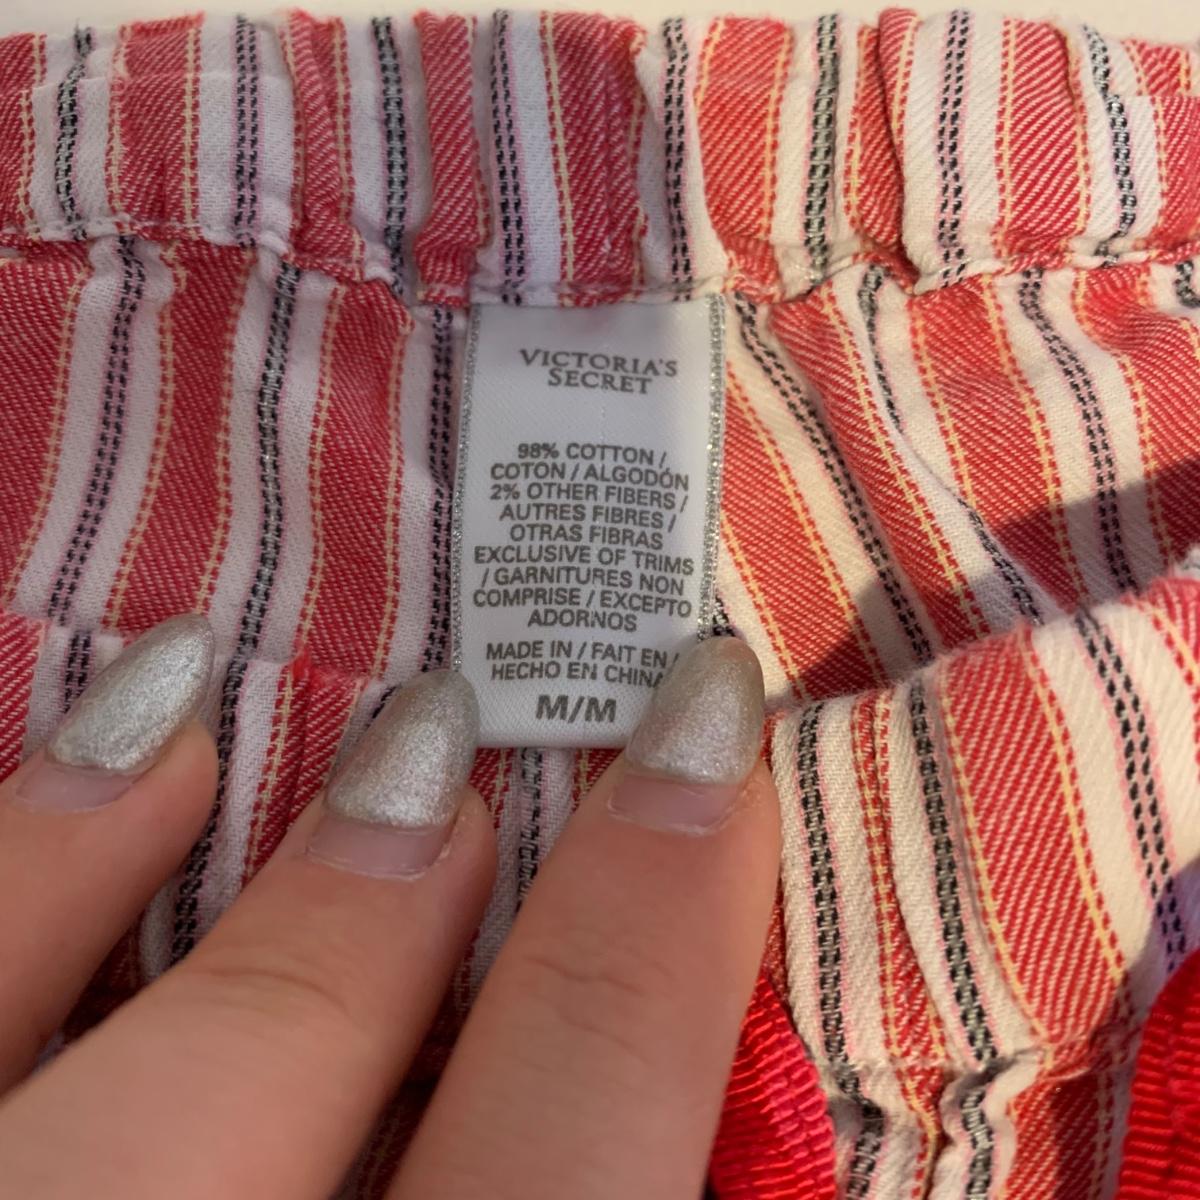 VICTORIA'S
SECRET
98% COTTON /
COTON / ALGODÓN
2% OTHER FIBERS /
AUTRES FIBRES /
OTRAS FIBRAS
EXCLUSIVE OF TRIMS
/ GARNITURES NON
COMPRISE / EXCEPTO
ADORNOS
MADE IN / FAIT EN /
HECHO EN CHINA
M/M